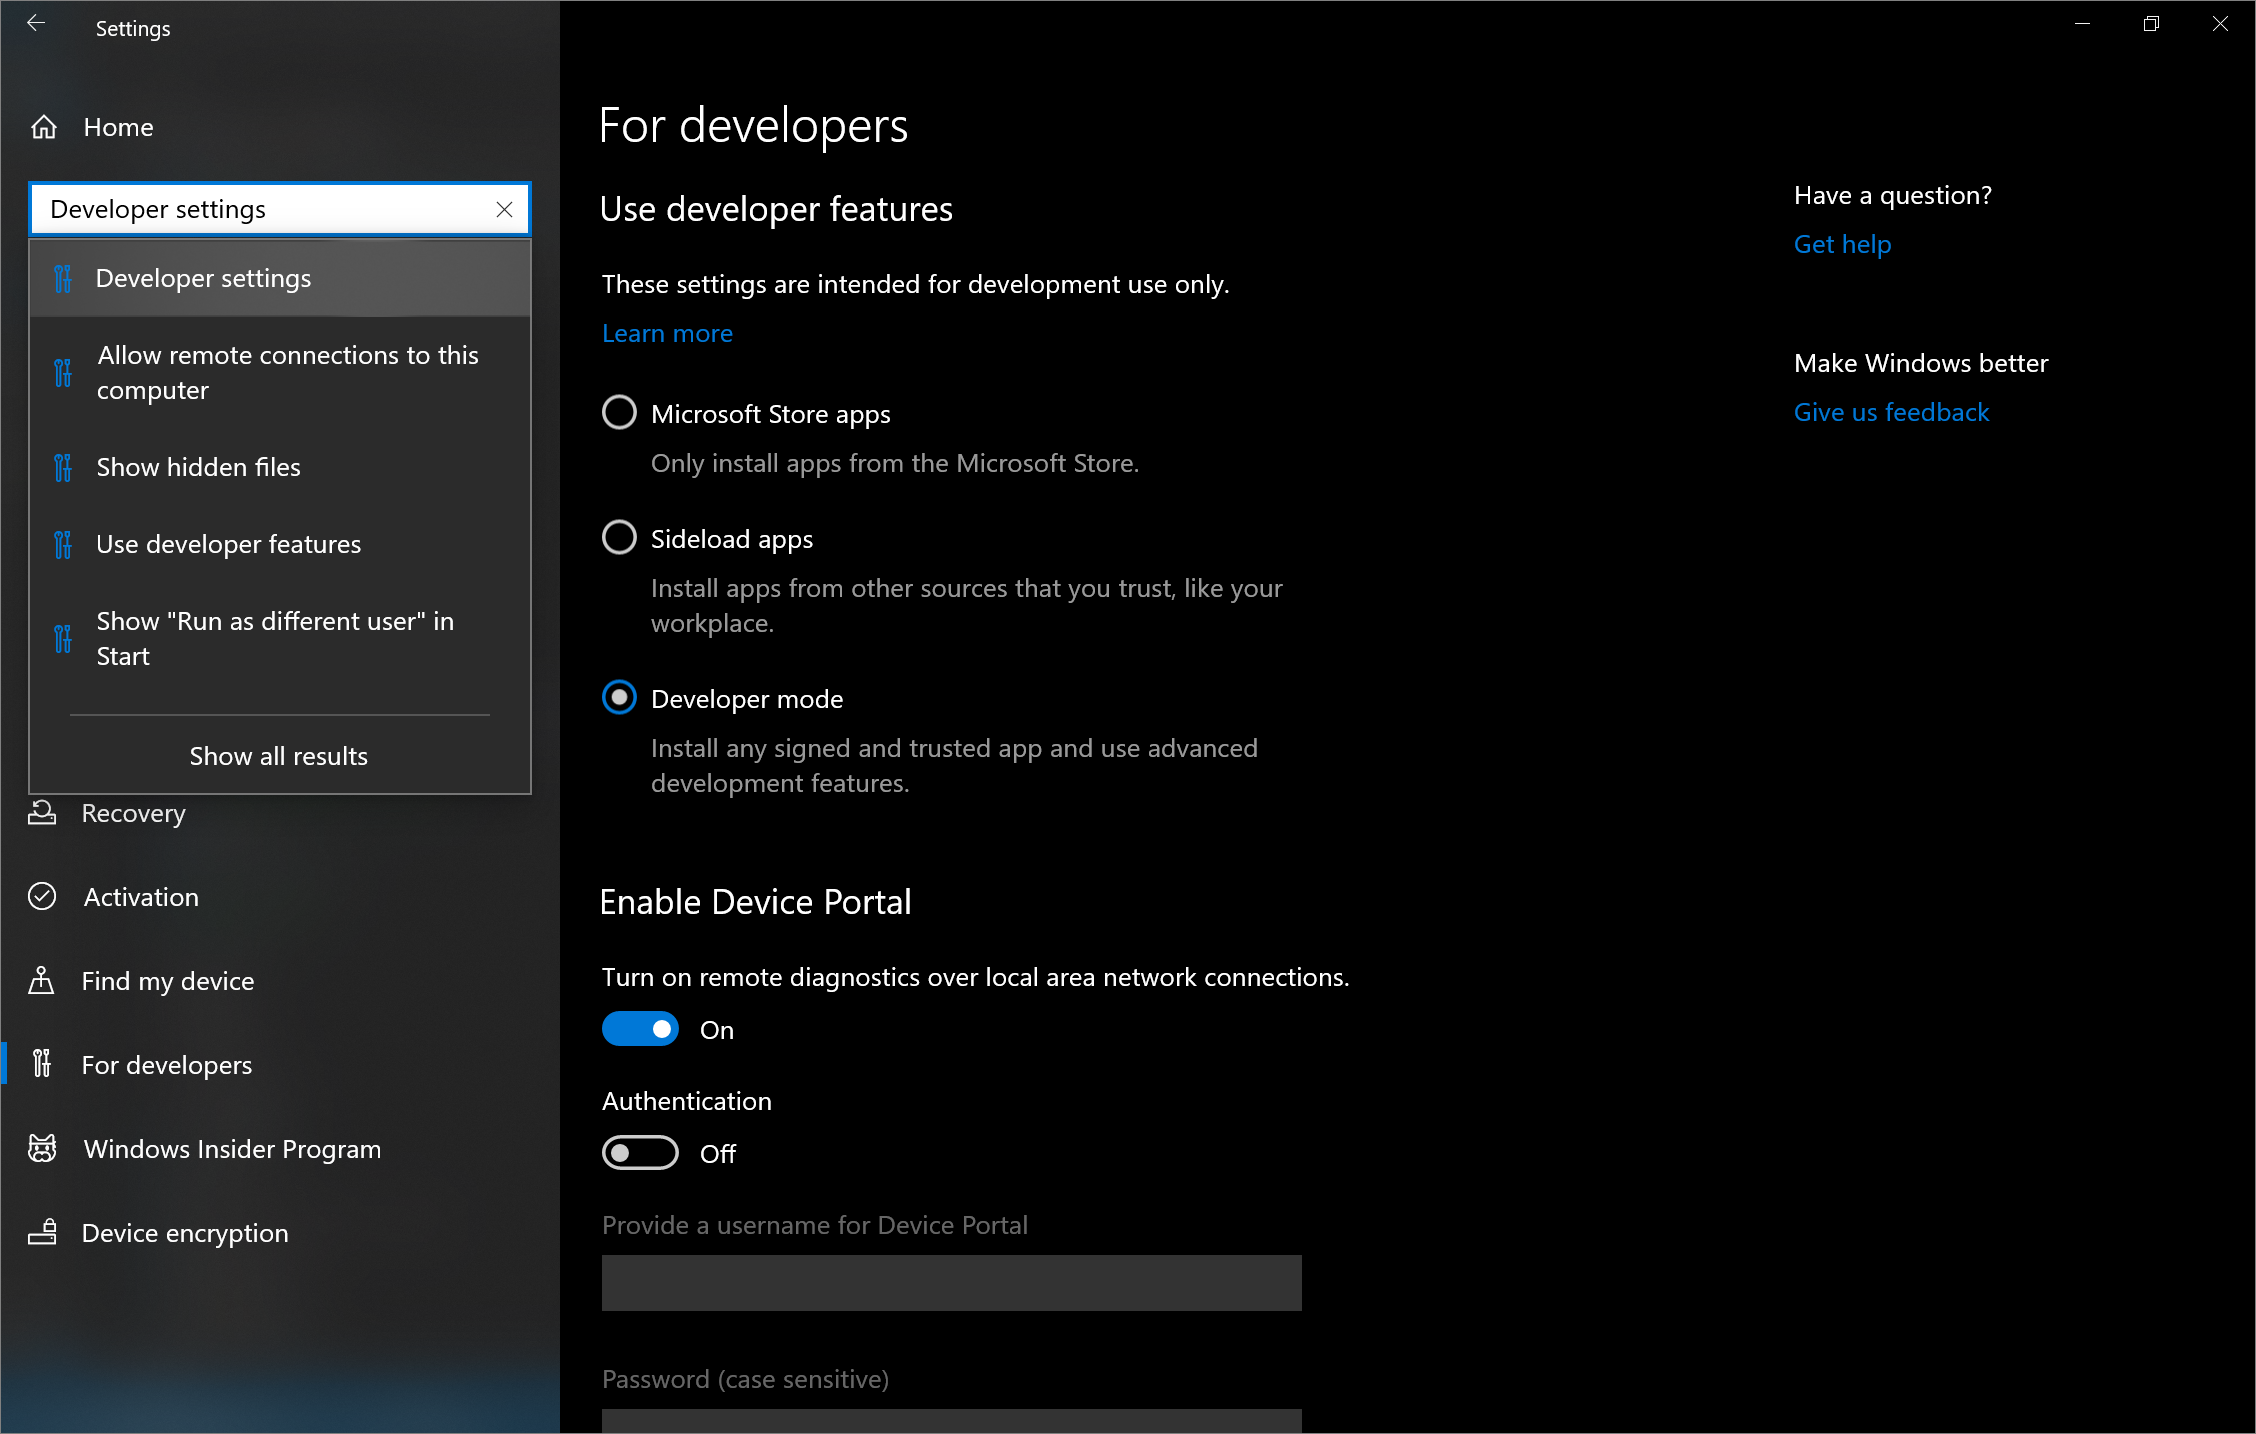 Settings
Home
Developer settings
Developer settings
Allow remote connections to this
computer
Show hidden files
Use developer features
Show "Run as different user" in
Start
Show all results
Recovery
Activation
Find my device
For developers
Windows Insider Program
Device encryption
For developers
Use developer features
These settings are intended for development use only.
Learn more
Microsoft Store apps
Only install apps from the Microsoft Store.
Sideload apps
Install apps from other sources that you trust, like your
workplace.
Developer mode
Install any signed and trusted app and use advanced
development features.
Enable Device Portal
Turn on remote diagnostics over local area network connections.
On
Authentication
Off
Provide a username for Device Portal
Password (case sensitive)
Have a question?
Get help
Make Windows better
Give us feedback